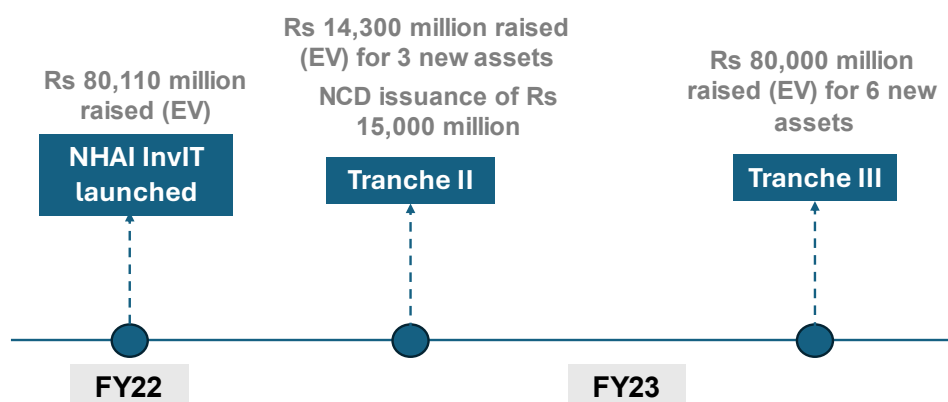 Rs 80,110 million
raised (EV)
NHAI InvIT
launched
Rs 14,300 million raised
(EV) for 3 new assets
NCD issuance of Rs
15,000 million
Tranche II
Rs 80,000 million
raised (EV) for 6 new
assets
Tranche III
FY22
FY23